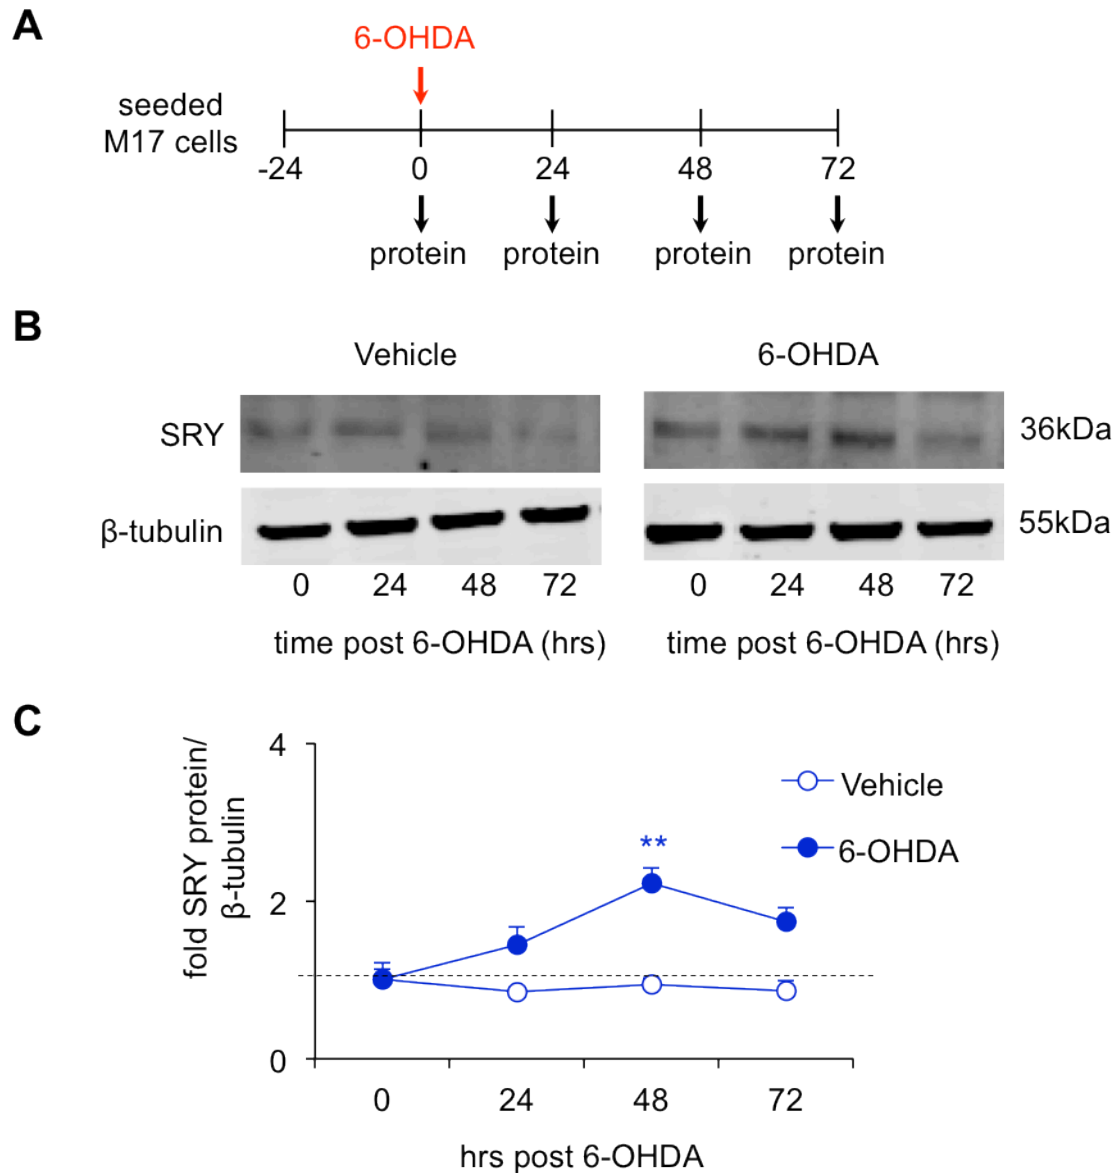 A
6-OHDA
seeded
M17 cells
-24 0 24 48 72
protein protein protein protein
B
Vehicle 6-OHDA
SRY 36kDa
β-tubulin 55kDa
0 24 48 72 0 24 48 72
time post 6-OHDA (hrs) time post 6-OHDA (hrs)
C
fold SRY protein/
β-tubulin
4
2
0
**
Vehicle
6-OHDA
0 24 48 72
hrs post 6-OHDA